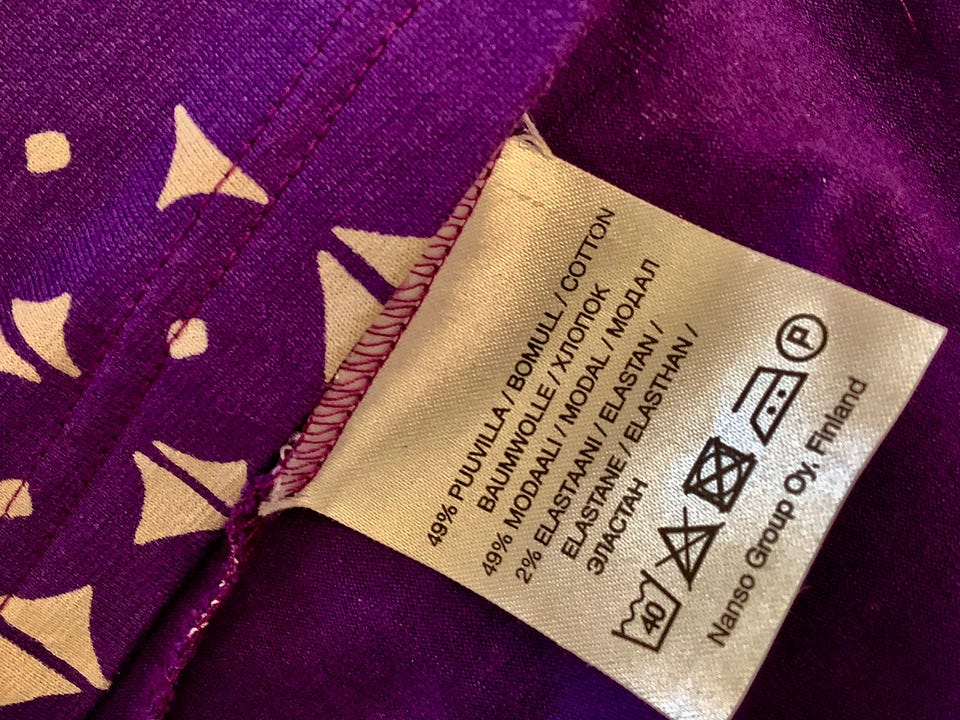 49% PUUVILLA / BOMULL / COTTON
BAUMWOLLE / ХЛОПОК
49% MODAALI / MODAL / МОДАЛ
2% ELASTAANI / ELASTAN /
ELASTANE / ELASTHAN /
ЭЛАСТАН
40 P
Nanso Group Oy, Finland